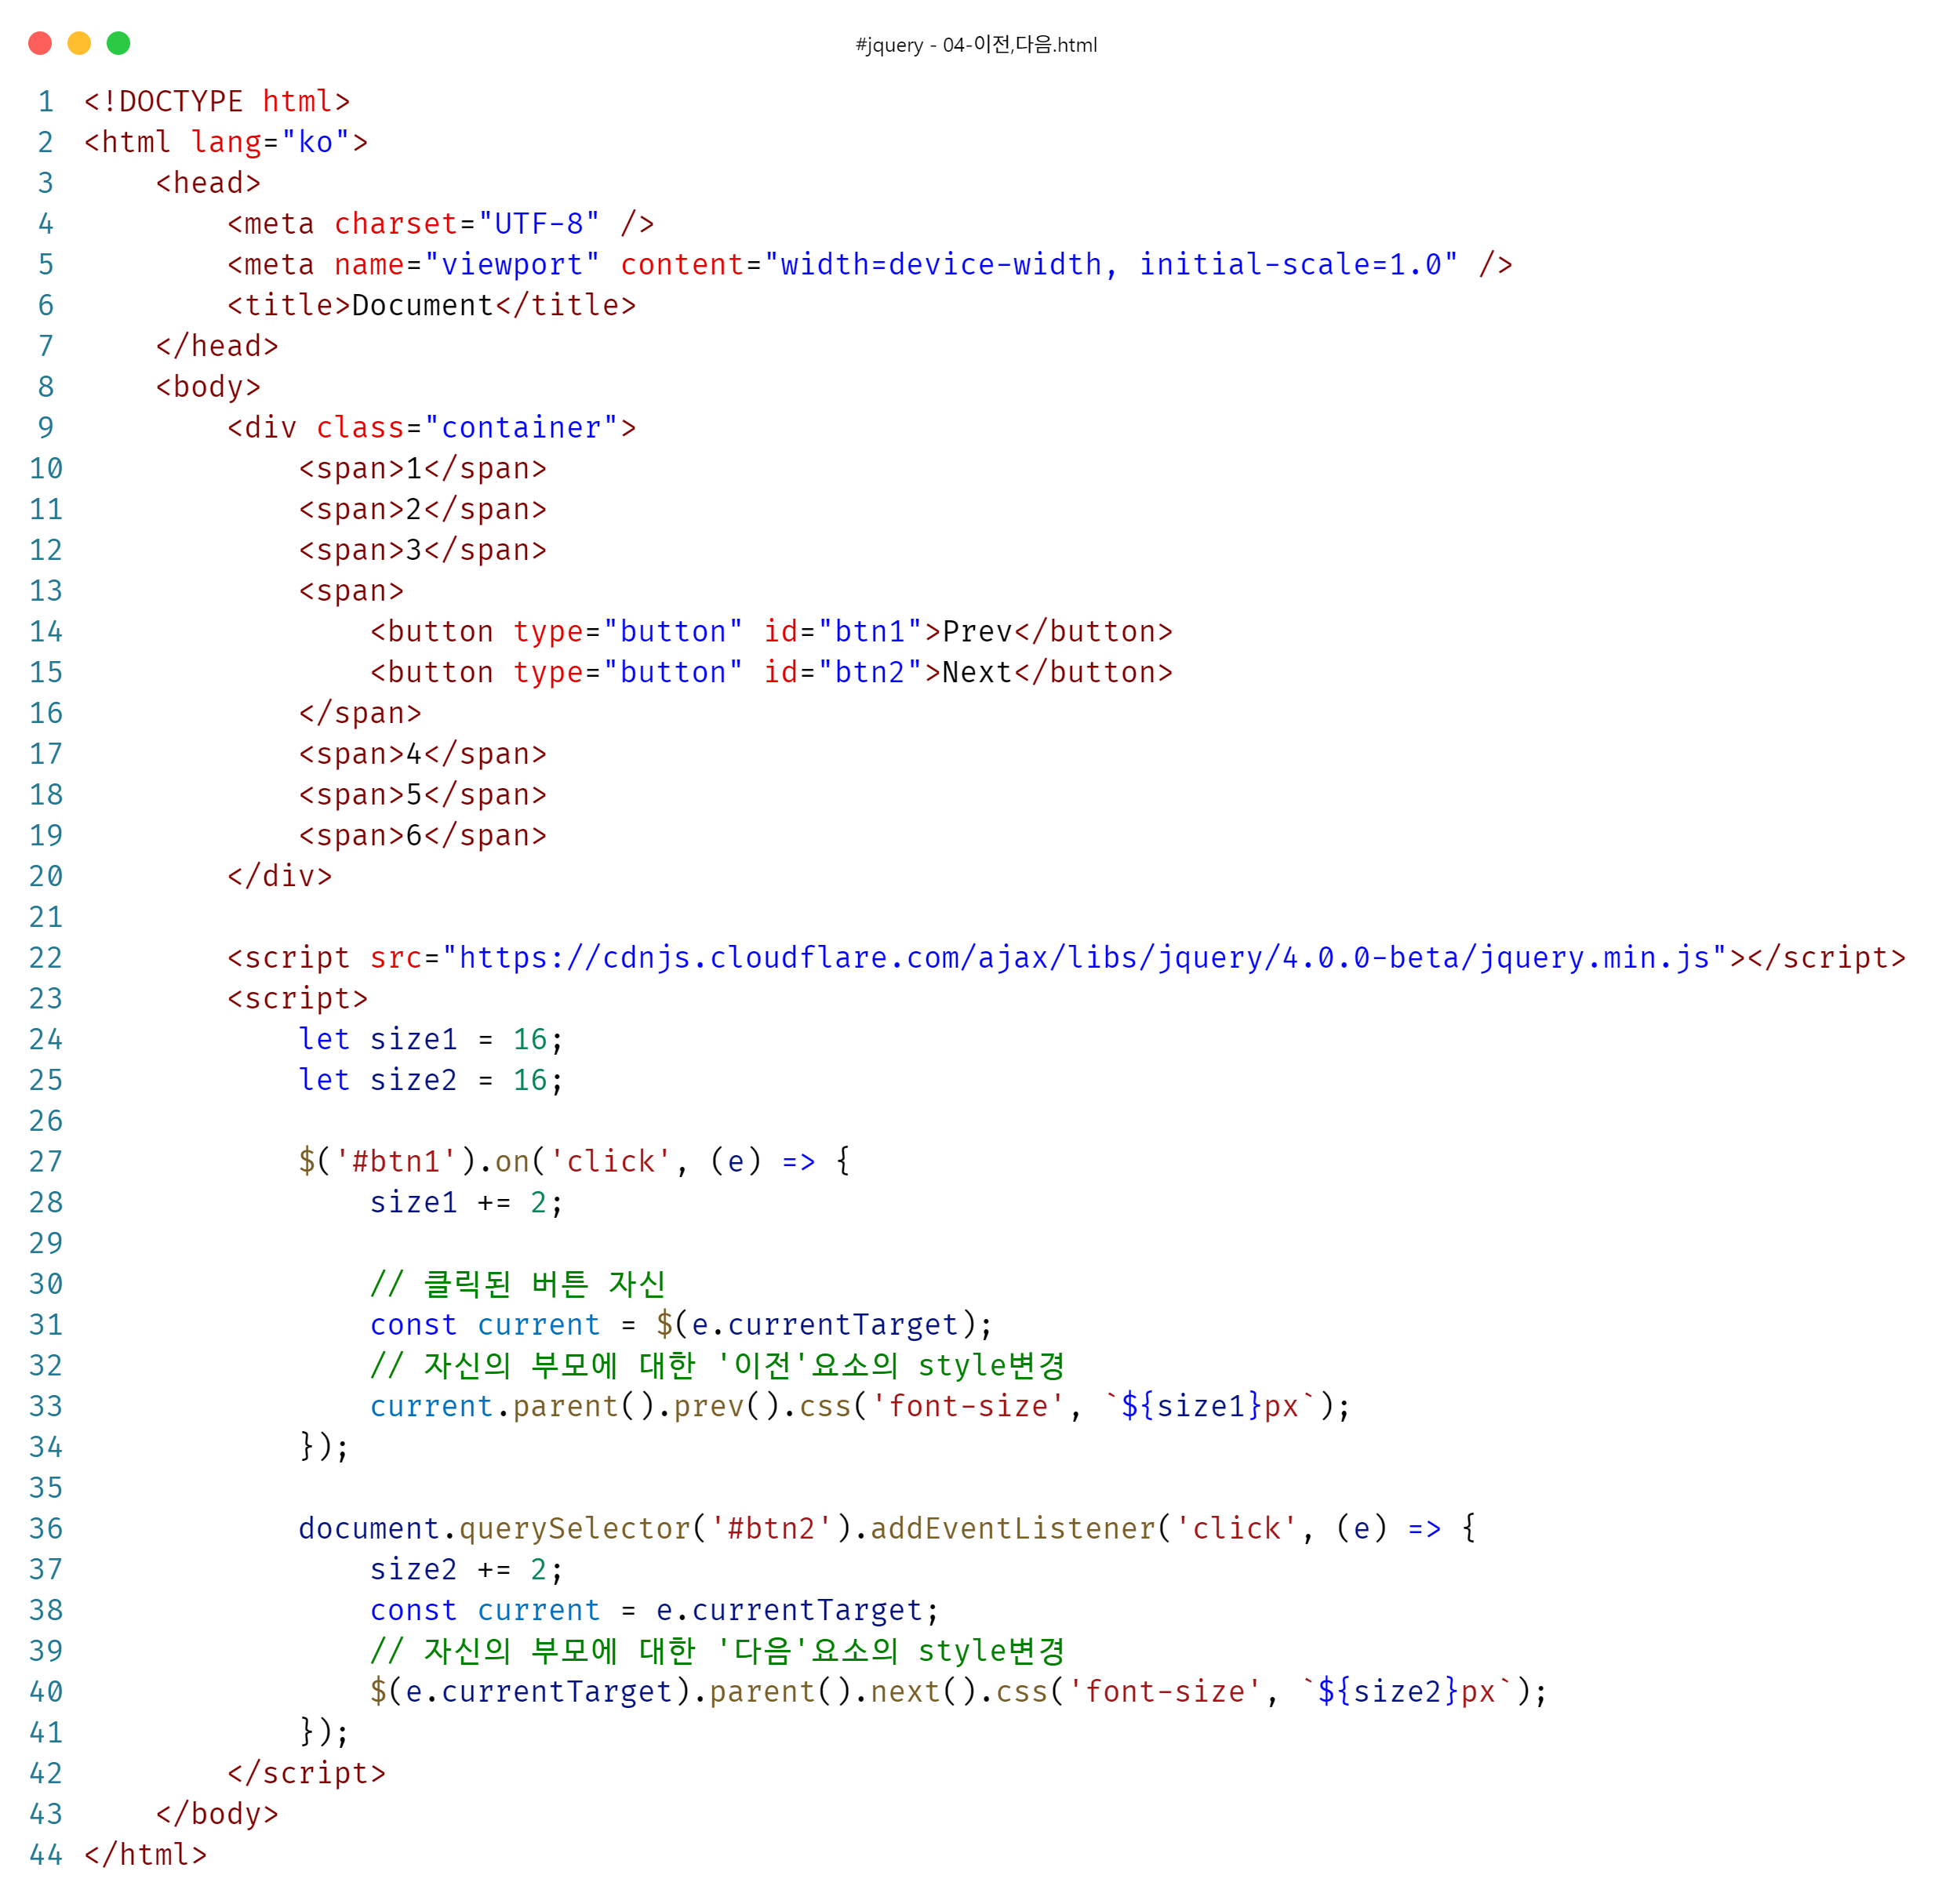 #jquery - 04-이전,다음.html
1 <!DOCTYPE html>
2 <html lang="ko">
3     <head>
4         <meta charset="UTF-8" />
5         <meta name="viewport" content="width=device-width, initial-scale=1.0" />
6         <title>Document</title>
7     </head>
8     <body>
9         <div class="container">
10             <span>1</span>
11             <span>2</span>
12             <span>3</span>
13             <span>
14                 <button type="button" id="btn1">Prev</button>
15                 <button type="button" id="btn2">Next</button>
16             </span>
17             <span>4</span>
18             <span>5</span>
19             <span>6</span>
20         </div>
21
22         <script src="https://cdnjs.cloudflare.com/ajax/libs/jquery/4.0.0-beta/jquery.min.js"></script>
23         <script>
24             let size1 = 16;
25             let size2 = 16;
26
27             $('#btn1').on('click', (e) => {
28                 size1 += 2;
29
30                 // 클릭된 버튼 자신
31                 const current = $(e.currentTarget);
32                 // 자신의 부모에 대한 '이전'요소의 style변경
33                 current.parent().prev().css('font-size', `${size1}px`);
34             });
35
36             document.querySelector('#btn2').addEventListener('click', (e) => {
37                 size2 += 2;
38                 const current = e.currentTarget;
39                 // 자신의 부모에 대한 '다음'요소의 style변경
40                 $(e.currentTarget).parent().next().css('font-size', `${size2}px`);
41             });
42         </script>
43     </body>
44 </html>